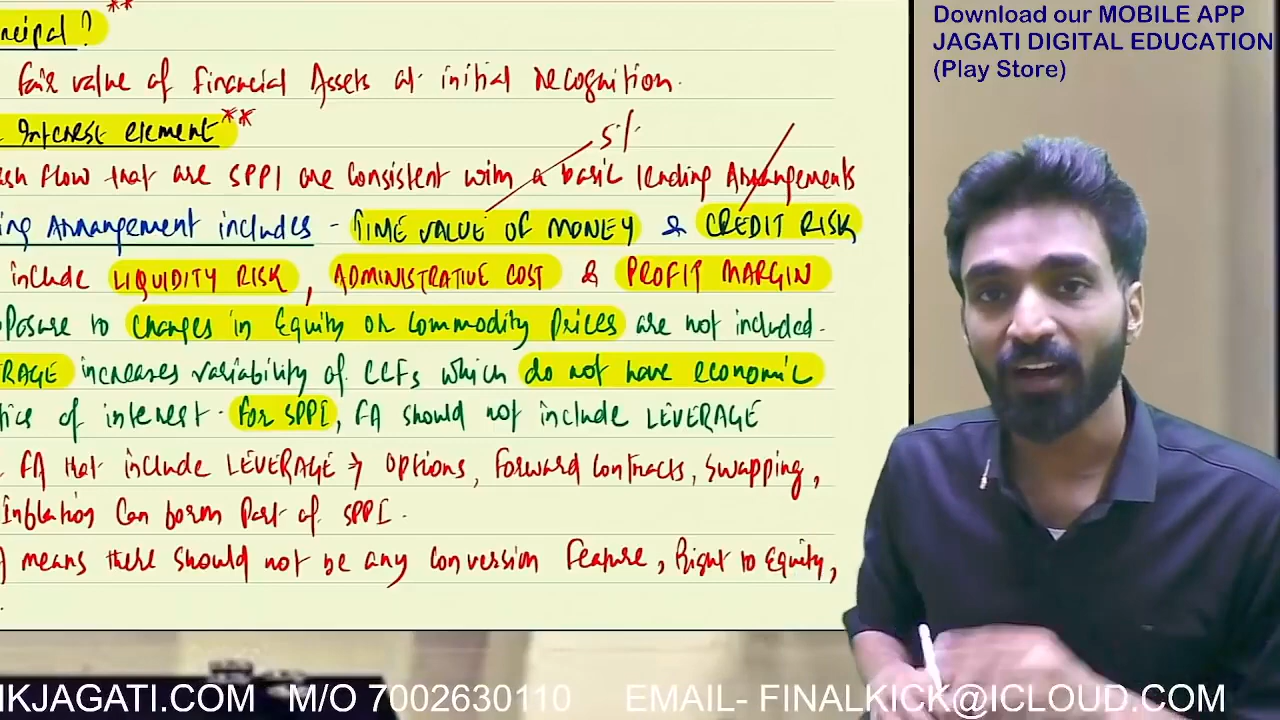 ncipal? **
Fair value of Financial Assets at initial recognition.
Interest element **
5%
ash flow that are SPPI are consistent with a basic lending Arrangements
ing Arrangement includes - TIME VALUE OF MONEY & CREDIT RISK
include LIQUIDITY RISK, ADMINISTRATIVE COST & PROFIT MARGIN
posure to changes in Equity or Commodity Prices are not included.
RAGE increases variability of CCFs which do not have economic
tics of interest. For SPPI, FA should not include LEVERAGE
FA that include LEVERAGE → Options, Forward contracts, Swapping,
Inflation can form part of SPPI.
means there should not be any conversion Feature, Right to Equity,
Download our MOBILE APP
JAGATI DIGITAL EDUCATION
(Play Store)
IKJAGATI.COM M/O 7002630110 EMAIL- FINALKICK@ICLOUD.COM